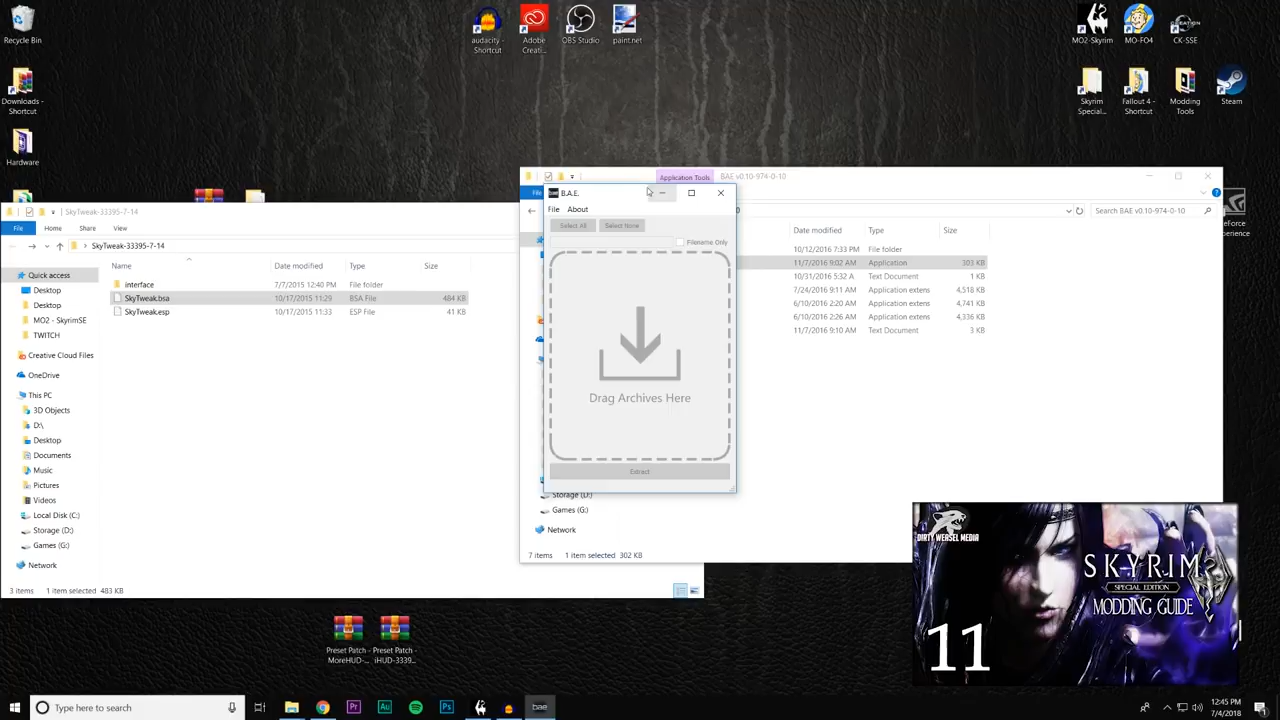 Recycle Bin
audacity -
Shortcut
Adobe
Creati...
OBS Studio
paint.net
MO2-Skyrim
MO-FO4
CK-SSE
Downloads -
Shortcut
Skyrim
Special...
Fallout 4 -
Shortcut
Modding
Tools
Steam
Hardware
Application Tools
BAE v0.10-974-0-10
File
B.A.E.
File
About
Select All
Select None
Filename Only
Drag Archives Here
Extract
0
Search BAE v0.10-974-0-10
Date modified
Type
Size
10/12/2016 7:33 PM
File folder
11/7/2016 9:02 AM
Application
303 KB
10/31/2016 5:32 A
Text Document
1 KB
7/24/2016 9:11 AM
Application extens
4,518 KB
6/10/2016 2:20 AM
Application extens
4,741 KB
6/10/2016 2:26 AM
Application extens
4,336 KB
11/7/2016 9:10 AM
Text Document
3 KB
Storage (D:)
Games (G:)
Network
7 items
1 item selected 302 KB
SkyTweak-33395-7-14
File
Home
Share
View
SkyTweak-33395-7-14
Name
Date modified
Type
Size
interface
7/7/2015 12:40 PM
File folder
SkyTweak.bsa
10/17/2015 11:29
BSA File
484 KB
SkyTweak.esp
10/17/2015 11:33
ESP File
41 KB
Quick access
Desktop
Desktop
MO2 - SkyrimSE
TWITCH
Creative Cloud Files
OneDrive
This PC
3D Objects
D:\
Desktop
Documents
Music
Pictures
Videos
Local Disk (C:)
Storage (D:)
Games (G:)
Network
3 items
1 item selected 483 KB
eForce
xperience
Preset Patch -
MoreHUD-...
Preset Patch -
iHUD-3339...
DIRTY WEASEL MEDIA
SKYRIM
SPECIAL EDITION
MODDING GUIDE
11
Type here to search
Pr
Au
Ps
bae
12:45 PM
7/4/2018